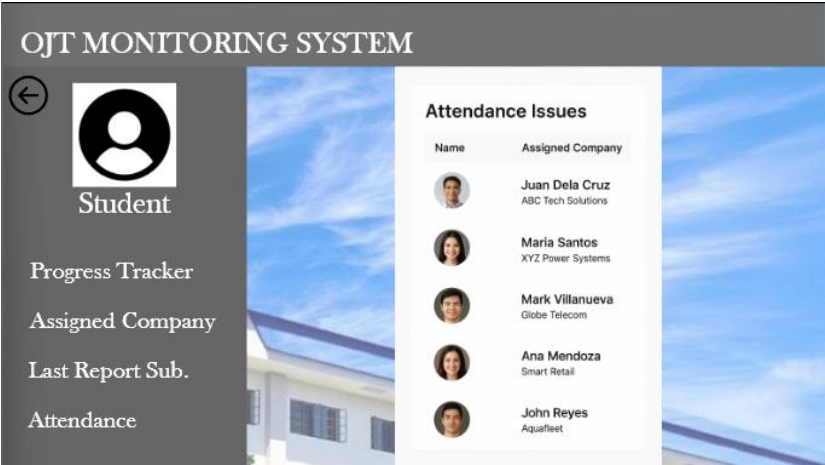 OJT MONITORING SYSTEM
Student
Progress Tracker
Assigned Company
Last Report Sub.
Attendance
Attendance Issues
Name Assigned Company
Juan Dela Cruz
ABC Tech Solutions
Maria Santos
XYZ Power Systems
Mark Villanueva
Globe Telecom
Ana Mendoza
Smart Retail
John Reyes
Aquafleet